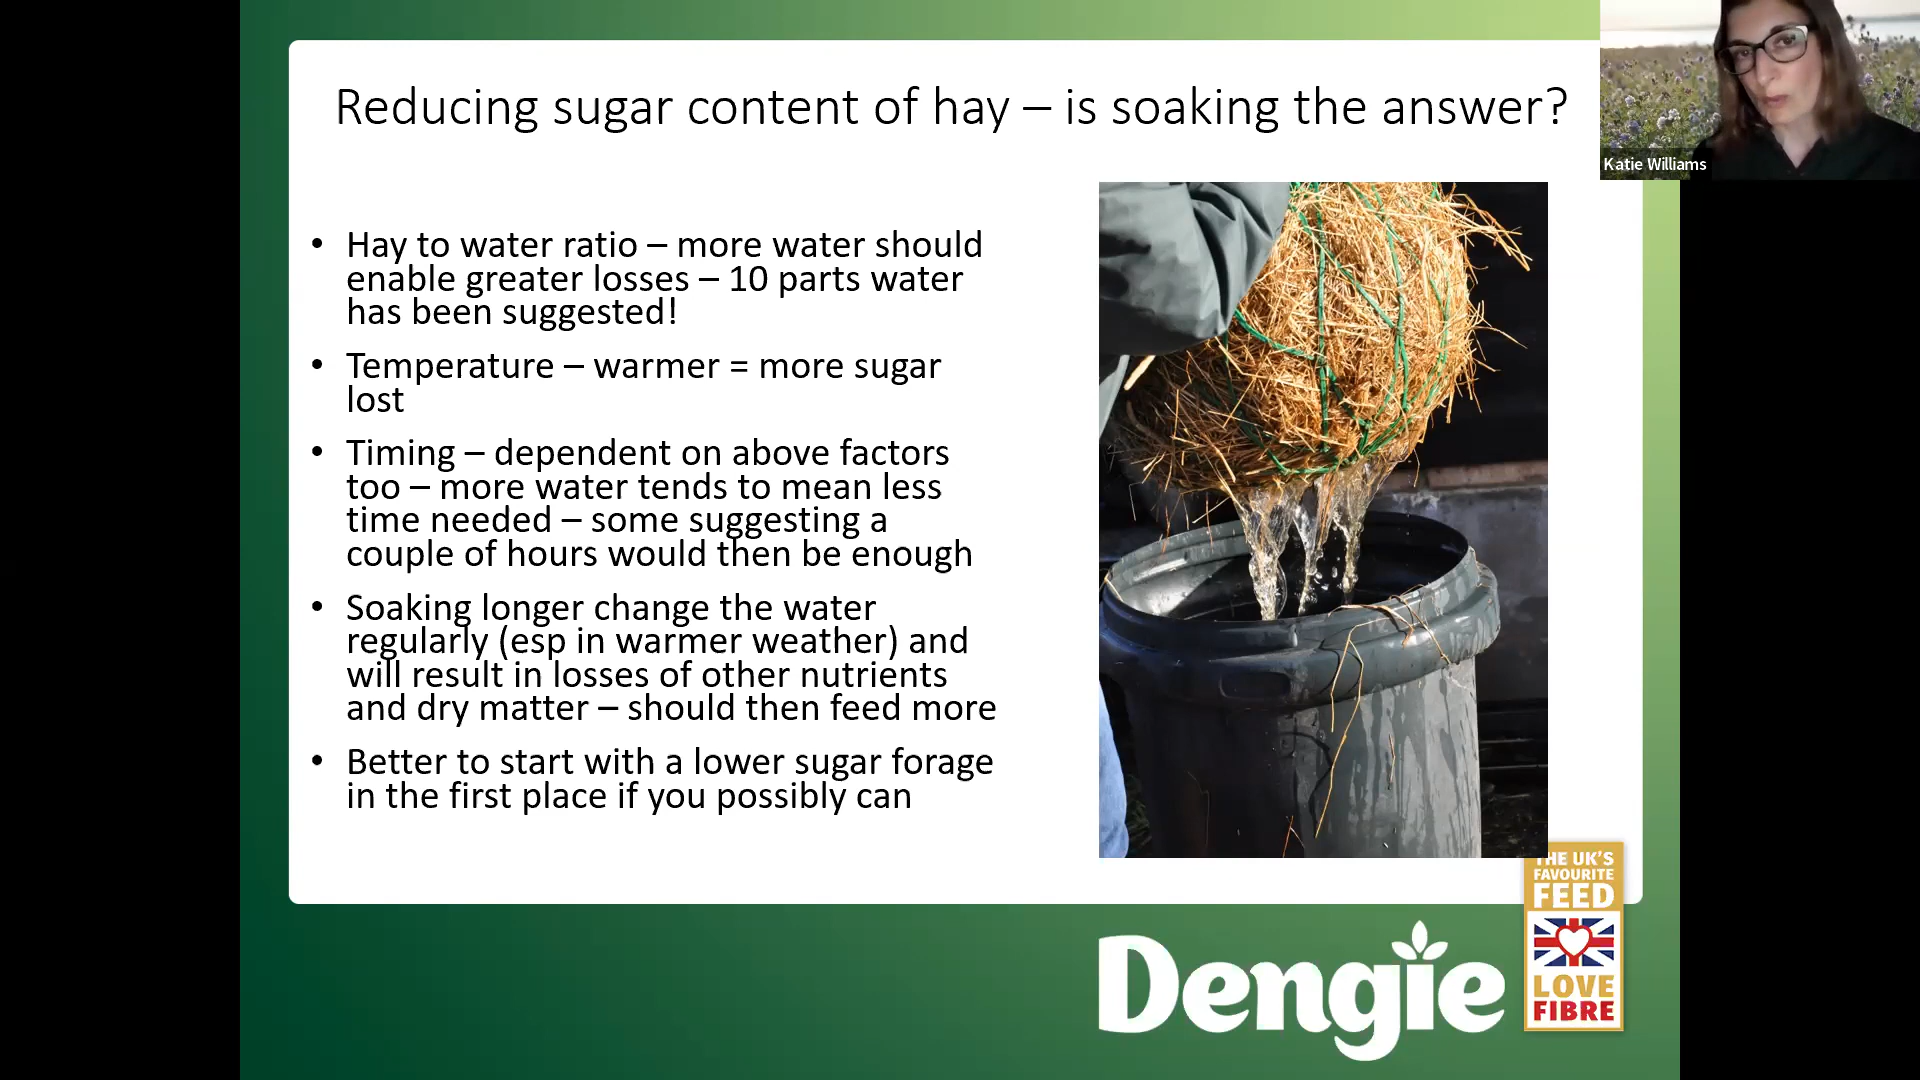 Reducing sugar content of hay – is soaking the answer?
Katie Williams
• Hay to water ratio – more water should
enable greater losses – 10 parts water
has been suggested!
• Temperature – warmer = more sugar
lost
• Timing – dependent on above factors
too – more water tends to mean less
time needed – some suggesting a
couple of hours would then be enough
• Soaking longer change the water
regularly (esp in warmer weather) and
will result in losses of other nutrients
and dry matter – should then feed more
• Better to start with a lower sugar forage
in the first place if you possibly can
THE UK'S
FAVOURITE
FEED
LOVE
FIBRE
Dengie